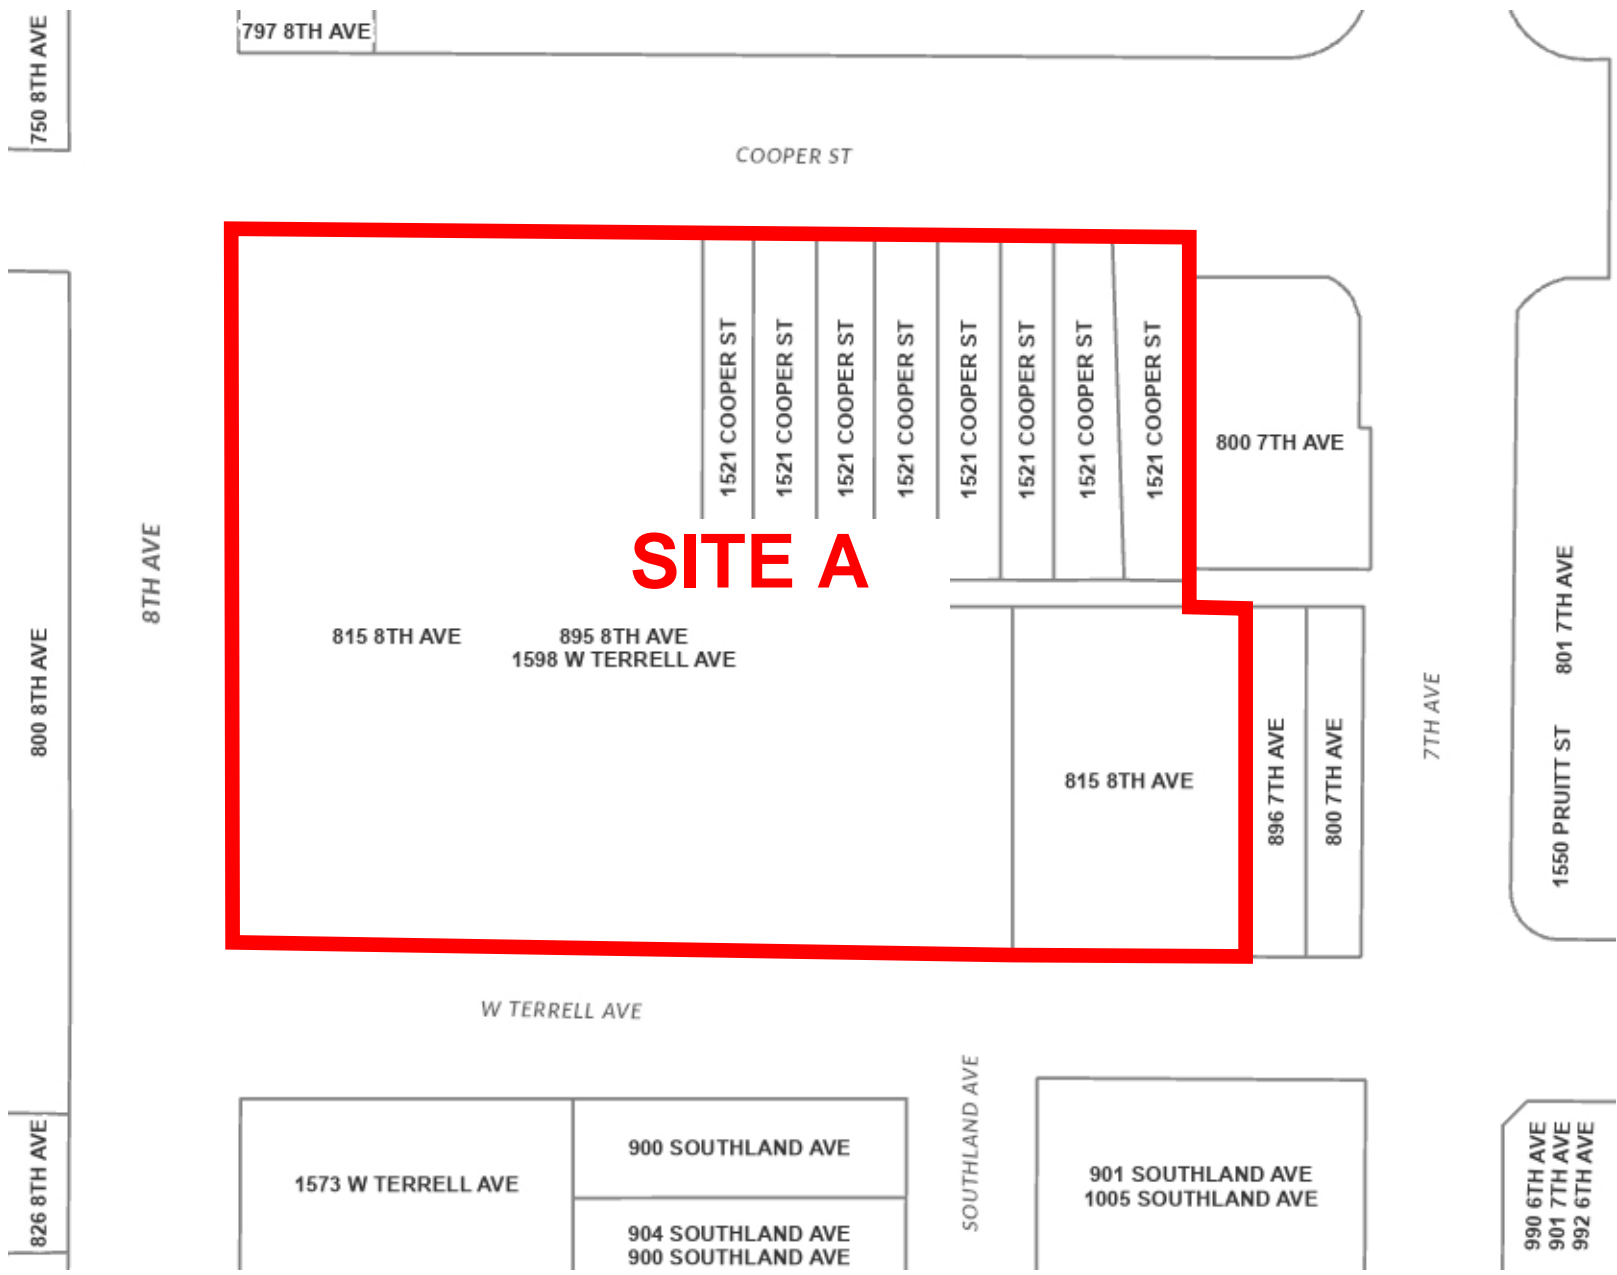 750 8TH AVE
797 8TH AVE
COOPER ST
1521 COOPER ST
1521 COOPER ST
1521 COOPER ST
1521 COOPER ST
1521 COOPER ST
1521 COOPER ST
1521 COOPER ST
1521 COOPER ST
800 7TH AVE
8TH AVE
SITE A
815 8TH AVE
895 8TH AVE
1598 W TERRELL AVE
800 8TH AVE
815 8TH AVE
896 7TH AVE
800 7TH AVE
7TH AVE
801 7TH AVE
1550 PRUITT ST
W TERRELL AVE
SOUTHLAND AVE
826 8TH AVE
1573 W TERRELL AVE
900 SOUTHLAND AVE
904 SOUTHLAND AVE
900 SOUTHLAND AVE
901 SOUTHLAND AVE
1005 SOUTHLAND AVE
990 6TH AVE
901 7TH AVE
992 6TH AVE